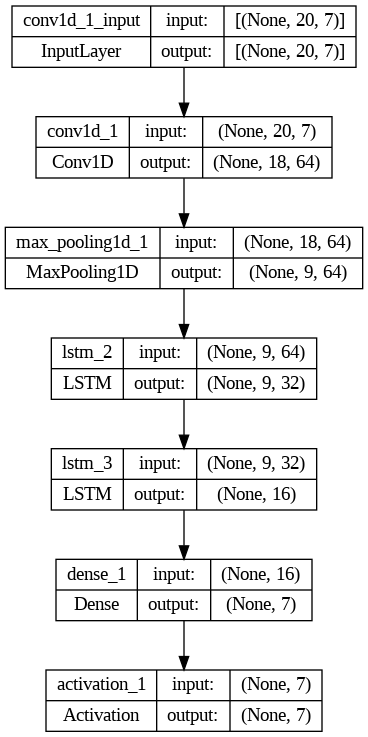 conv1d_1_input input: [(None, 20, 7)]
InputLayer output: [(None, 20, 7)]
conv1d_1 input: (None, 20, 7)
Conv1D output: (None, 18, 64)
max_pooling1d_1 input: (None, 18, 64)
MaxPooling1D output: (None, 9, 64)
lstm_2 input: (None, 9, 64)
LSTM output: (None, 9, 32)
lstm_3 input: (None, 9, 32)
LSTM output: (None, 16)
dense_1 input: (None, 16)
Dense output: (None, 7)
activation_1 input: (None, 7)
Activation output: (None, 7)